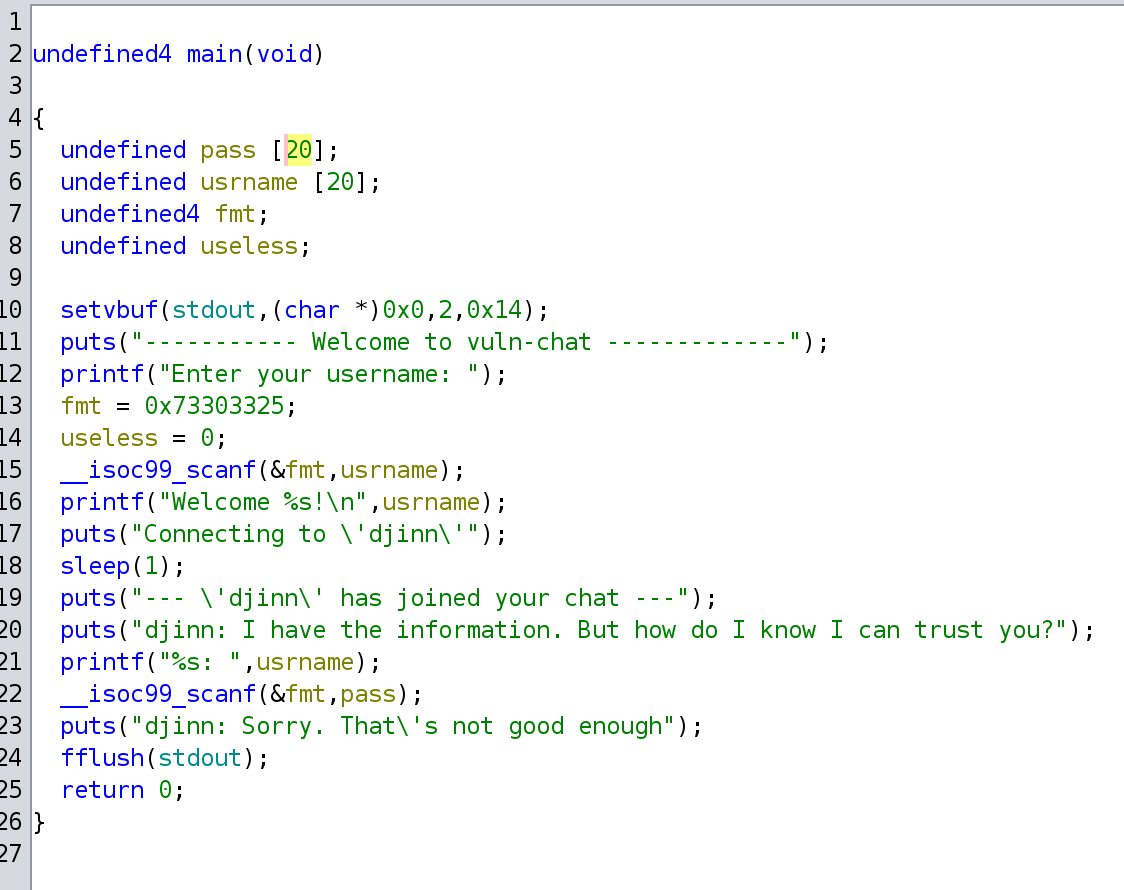 1
2 undefined4 main(void)
3
4 {
5   undefined pass [20];
6   undefined usrname [20];
7   undefined4 fmt;
8   undefined useless;
9
10   setvbuf(stdout,(char *)0x0,2,0x14);
11   puts("----------- Welcome to vuln-chat -------------");
12   printf("Enter your username: ");
13   fmt = 0x73303325;
14   useless = 0;
15   __isoc99_scanf(&fmt,usrname);
16   printf("Welcome %s!\n",usrname);
17   puts("Connecting to \'djinn\'");
18   sleep(1);
19   puts("--- \'djinn\' has joined your chat ---");
20   puts("djinn: I have the information. But how do I know I can trust you?");
21   printf("%s: ",usrname);
22   __isoc99_scanf(&fmt,pass);
23   puts("djinn: Sorry. That\'s not good enough");
24   fflush(stdout);
25   return 0;
26 }
27